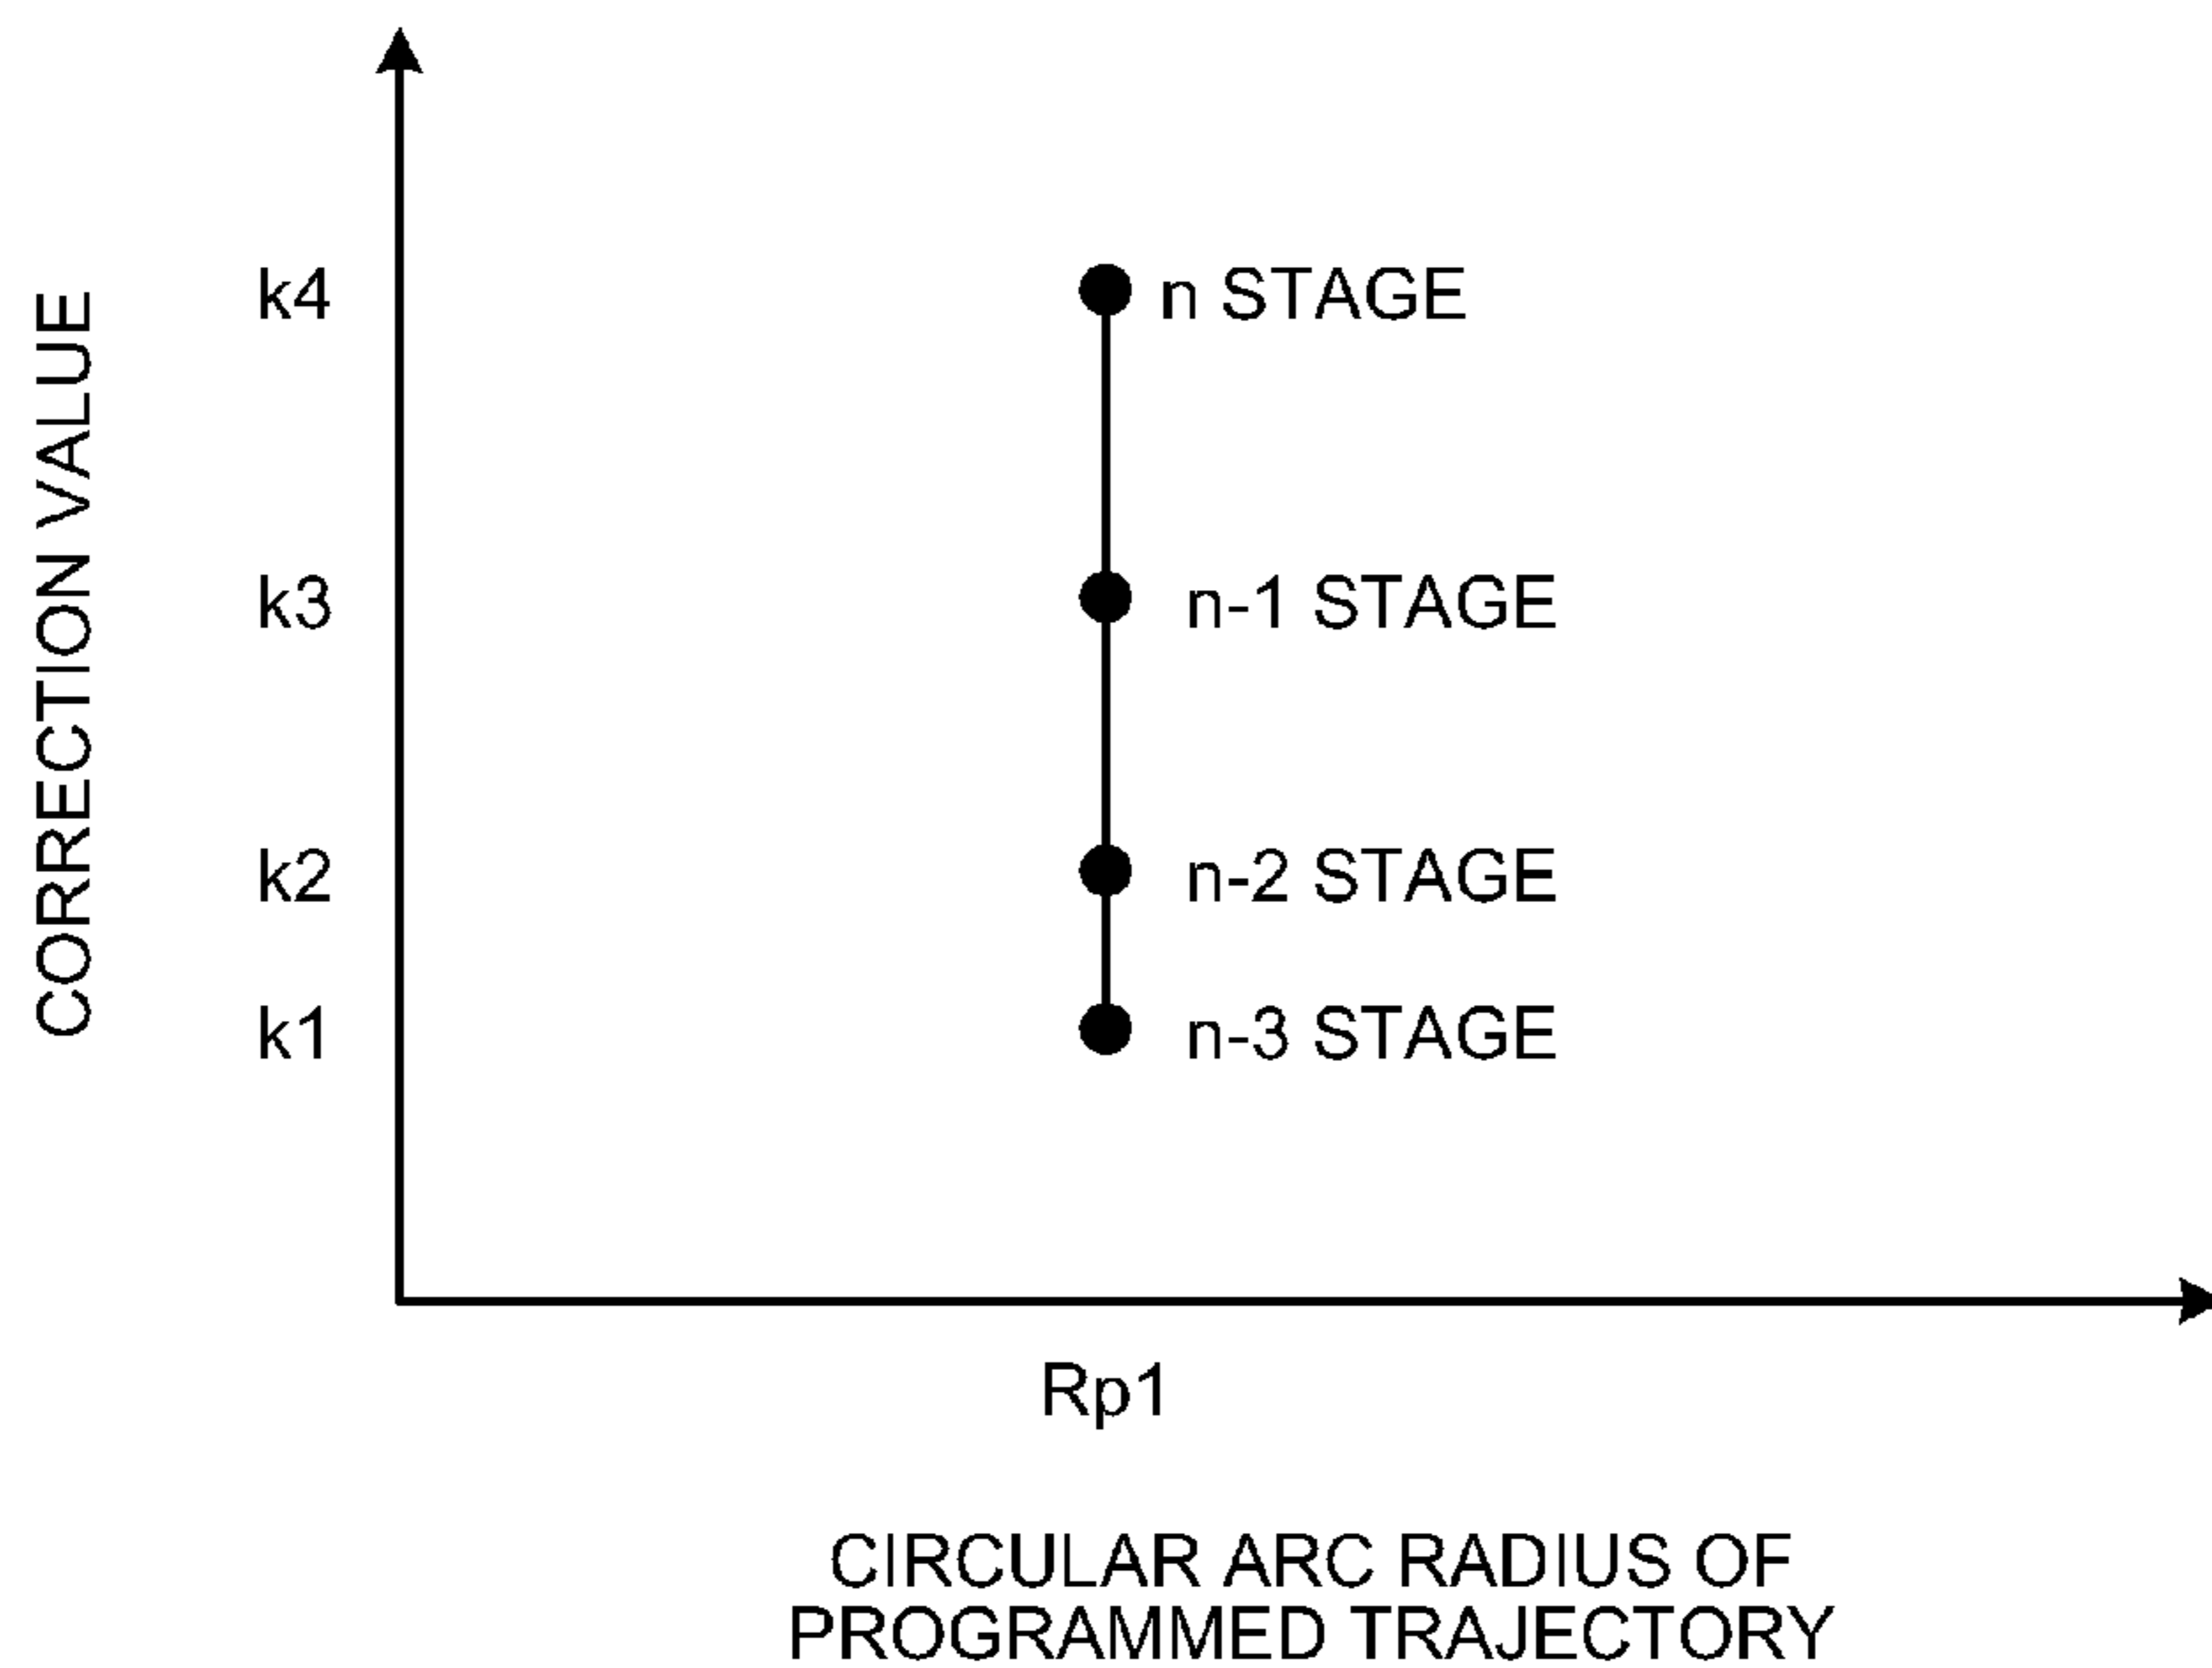 CORRECTION VALUE
k4
n STAGE
k3
n-1 STAGE
k2
n-2 STAGE
k1
n-3 STAGE
Rp1
CIRCULAR ARC RADIUS OF
PROGRAMMED TRAJECTORY